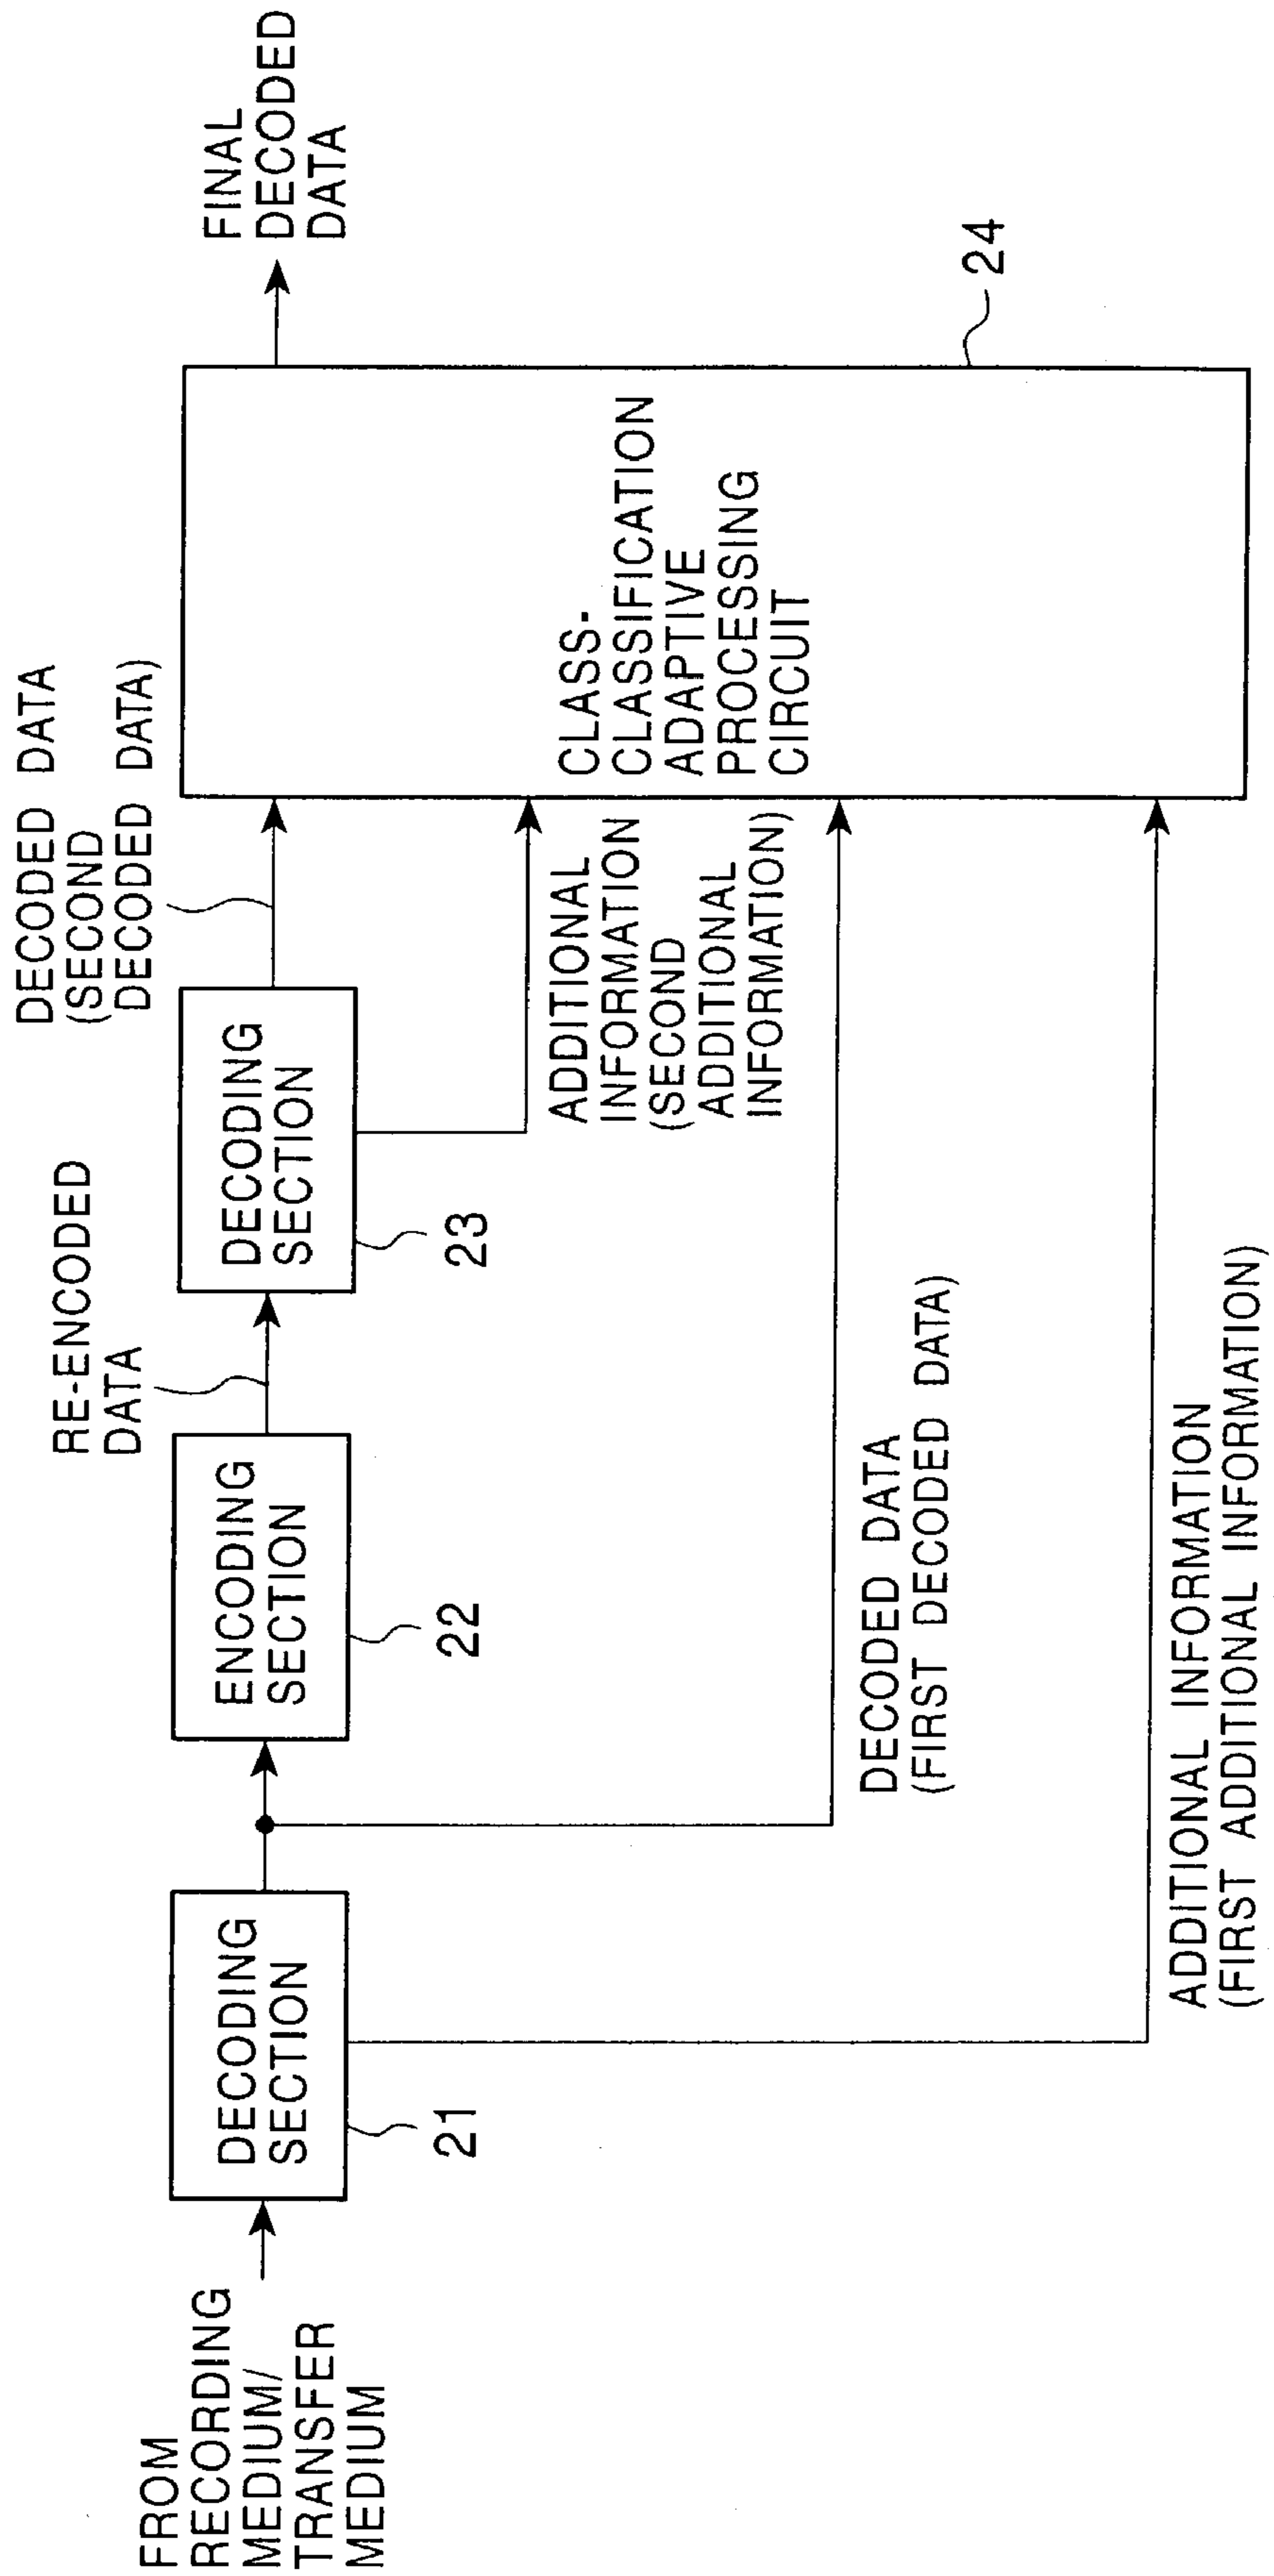 FROM
RECORDING
MEDIUM/
TRANSFER
MEDIUM
DECODING
SECTION
21
ENCODING
SECTION
22
RE-ENCODED
DATA
DECODING
SECTION
23
DECODED DATA
(SECOND
DECODED DATA)
ADDITIONAL
INFORMATION
(SECOND
ADDITIONAL
INFORMATION)
DECODED DATA
(FIRST DECODED DATA)
ADDITIONAL INFORMATION
(FIRST ADDITIONAL INFORMATION)
CLASS-
CLASSIFICATION
ADAPTIVE
PROCESSING
CIRCUIT
24
FINAL
DECODED
DATA